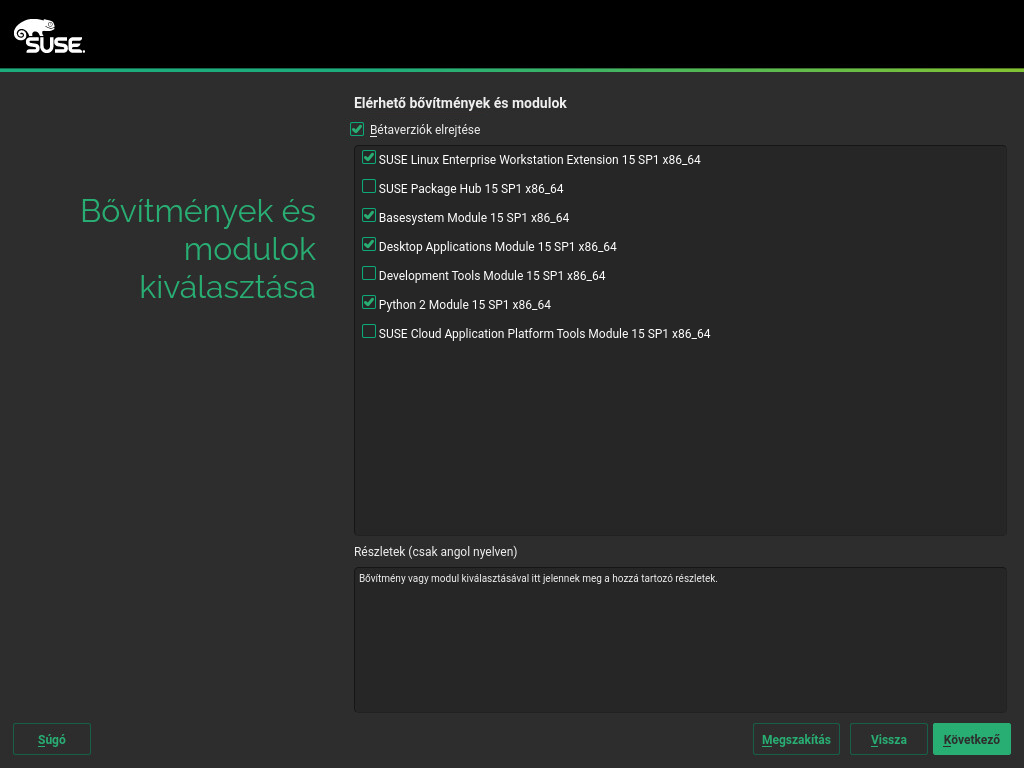 SUSE.
Bővítmények és
modulok
kiválasztása
Elérhető bővítmények és modulok
Bétaverziók elrejtése
SUSE Linux Enterprise Workstation Extension 15 SP1 x86_64
SUSE Package Hub 15 SP1 x86_64
Basesystem Module 15 SP1 x86_64
Desktop Applications Module 15 SP1 x86_64
Development Tools Module 15 SP1 x86_64
Python 2 Module 15 SP1 x86_64
SUSE Cloud Application Platform Tools Module 15 SP1 x86_64
Részletek (csak angol nyelven)
Bővítmény vagy modul kiválasztásával itt jelennek meg a hozzá tartozó részletek.
Súgó
Megszakítás
Vissza
Következő